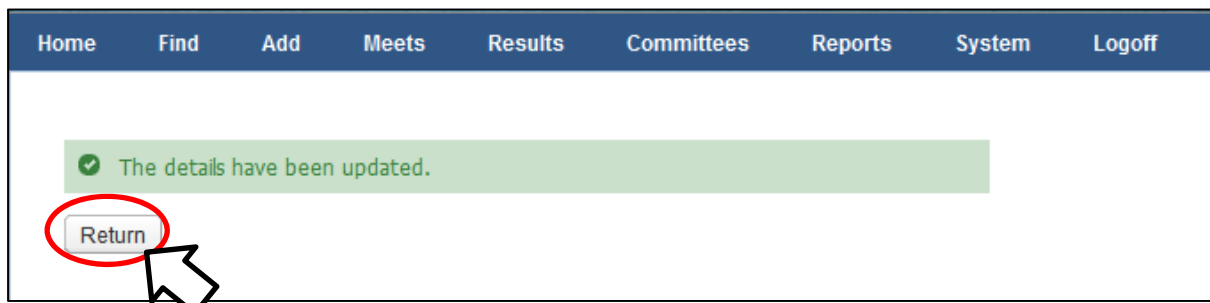 Home Find Add Meets Results Committees Reports System Logoff
The details have been updated.
Return